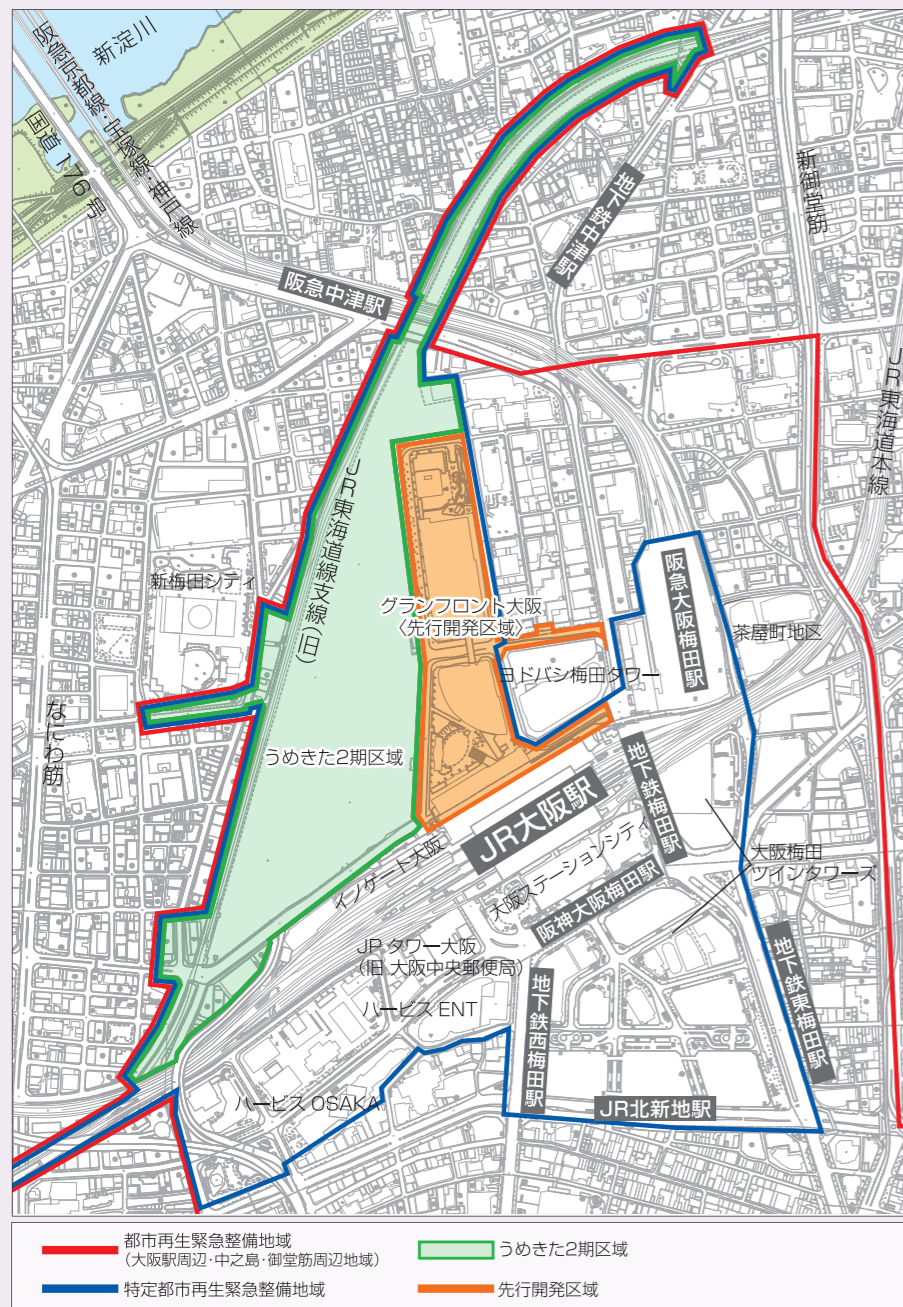 新淀川
阪急京都線・宝塚線・神戸線
国道176号
新御堂筋
地下鉄中津駅
阪急中津駅
JR東海道本線
JR東海道線支線(旧)
新梅田シティ
グランフロント大阪
〈先行開発区域〉
阪急大阪梅田駅
茶屋町地区
ヨドバシ梅田タワー
なにわ筋
うめきた2期区域
地下鉄梅田駅
JR大阪駅
イノゲート大阪
大阪ステーションシティ
大阪梅田
ツインタワーズ
阪神大阪梅田駅
JPタワー大阪
(旧 大阪中央郵便局)
地下鉄東梅田駅
地下鉄西梅田駅
ハービス ENT
ハービス OSAKA
JR北新地駅
都市再生緊急整備地域
(大阪駅周辺・中之島・御堂筋周辺地域)
うめきた2期区域
特定都市再生緊急整備地域
先行開発区域